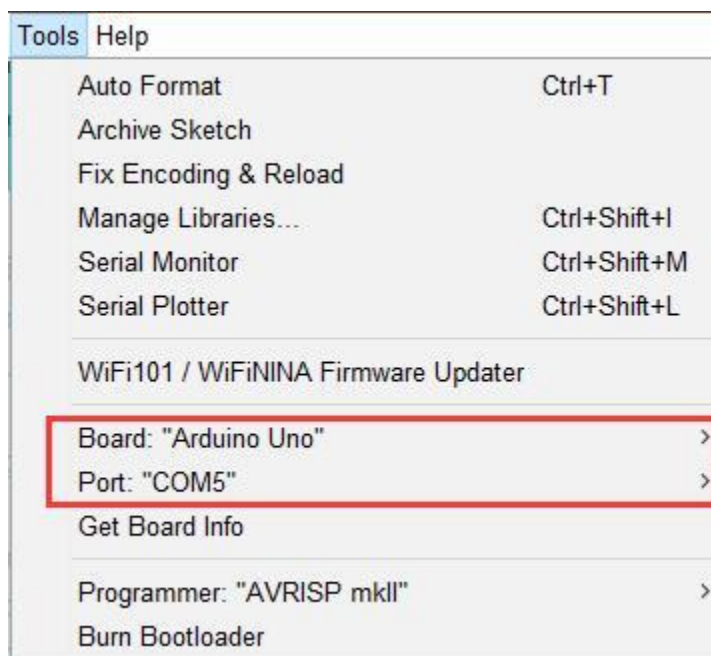 Tools Help
Auto Format Ctrl+T
Archive Sketch
Fix Encoding & Reload
Manage Libraries... Ctrl+Shift+I
Serial Monitor Ctrl+Shift+M
Serial Plotter Ctrl+Shift+L
WiFi101 / WiFiNINA Firmware Updater
Board: "Arduino Uno"
Port: "COM5"
Get Board Info
Programmer: "AVRISP mkII"
Burn Bootloader